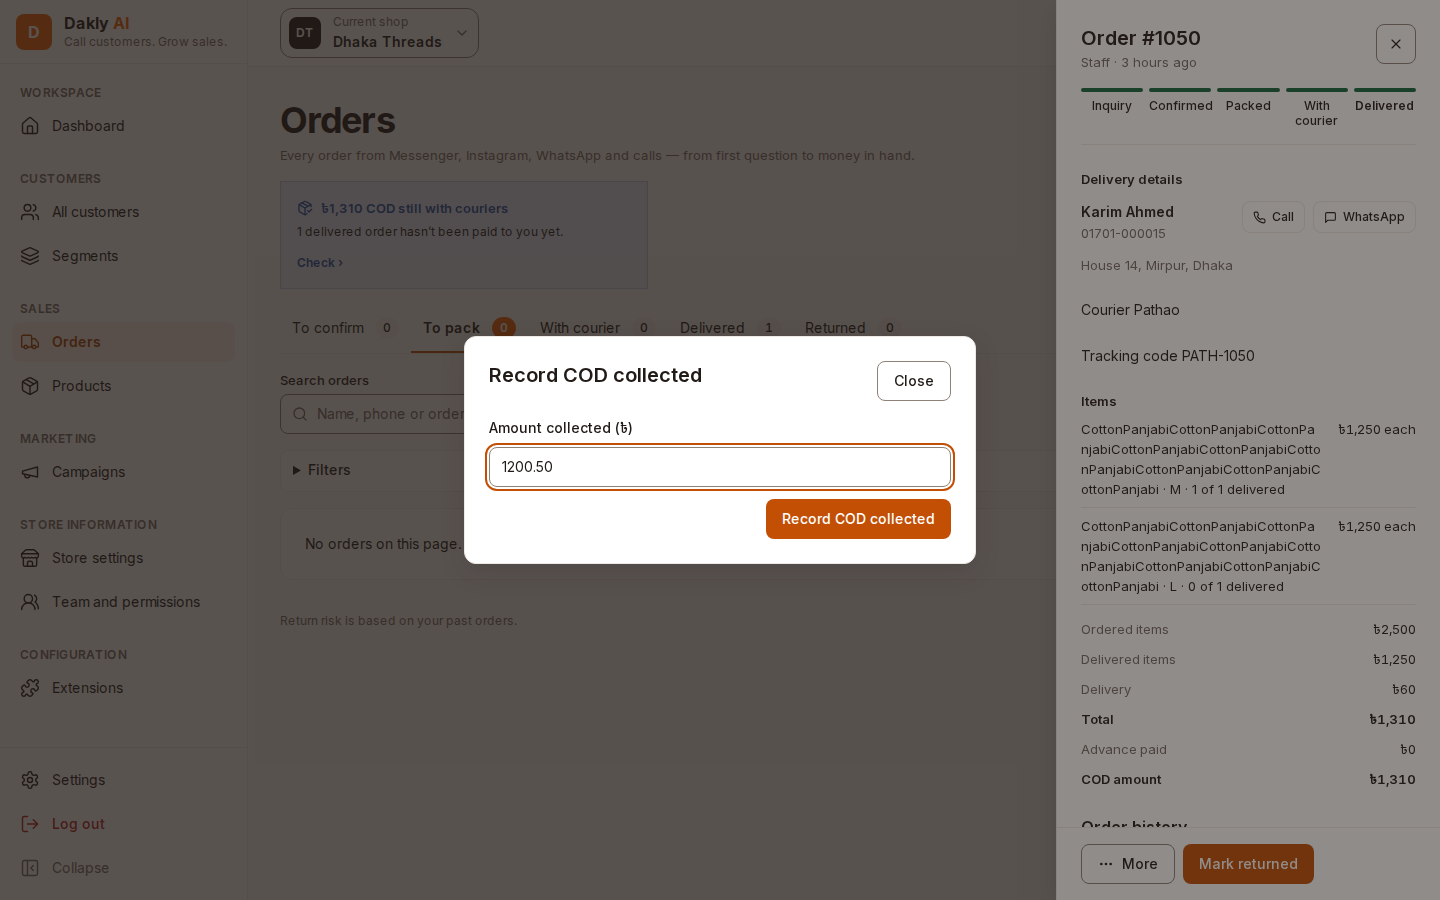 D
Dakly AI
Call customers. Grow sales.
WORKSPACE
Dashboard
CUSTOMERS
All customers
Segments
SALES
Orders
Products
MARKETING
Campaigns
STORE INFORMATION
Store settings
Team and permissions
CONFIGURATION
Extensions
Settings
Log out
Collapse
DT
Current shop
Dhaka Threads
Orders
Every order from Messenger, Instagram, WhatsApp and calls — from first question to money in hand.
৳1,310 COD still with couriers
1 delivered order hasn't been paid to you yet.
Check ›
To confirm 0 To pack 0 With courier 0 Delivered 1 Returned 0
Search orders
Name, phone or order
Filters
No orders on this page.
Return risk is based on your past orders.
Record COD collected
Close
Amount collected (৳)
1200.50
Record COD collected
Order #1050
Staff · 3 hours ago
Inquiry Confirmed Packed With courier Delivered
Delivery details
Karim Ahmed
01701-000015
Call WhatsApp
House 14, Mirpur, Dhaka
Courier Pathao
Tracking code PATH-1050
Items
CottonPanjabiCottonPanjabiCottonPa ৳1,250 each
njabiCottonPanjabiCottonPanjabiCotto
nPanjabiCottonPanjabiCottonPanjabiC
ottonPanjabi · M · 1 of 1 delivered
CottonPanjabiCottonPanjabiCottonPa ৳1,250 each
njabiCottonPanjabiCottonPanjabiCotto
nPanjabiCottonPanjabiCottonPanjabiC
ottonPanjabi · L · 0 of 1 delivered
Ordered items ৳2,500
Delivered items ৳1,250
Delivery ৳60
Total ৳1,310
Advance paid ৳0
COD amount ৳1,310
Order history
More
Mark returned